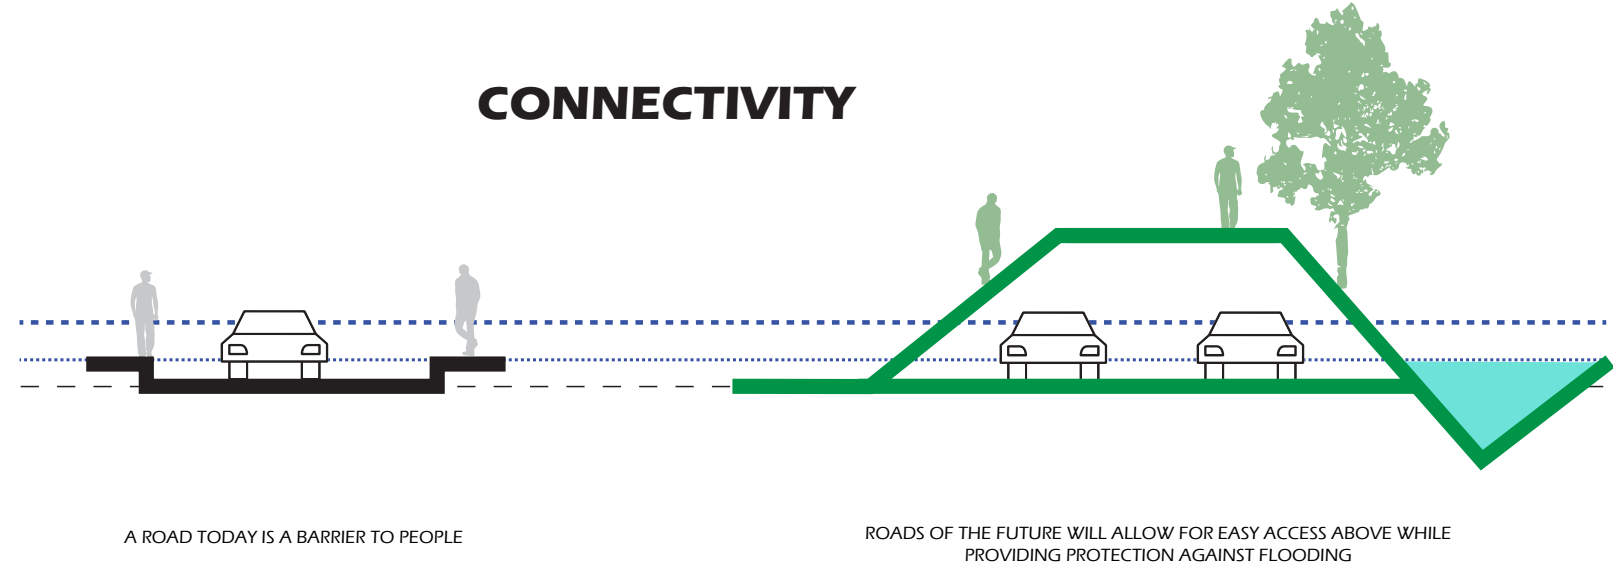 CONNECTIVITY
A ROAD TODAY IS A BARRIER TO PEOPLE
ROADS OF THE FUTURE WILL ALLOW FOR EASY ACCESS ABOVE WHILE
PROVIDING PROTECTION AGAINST FLOODING